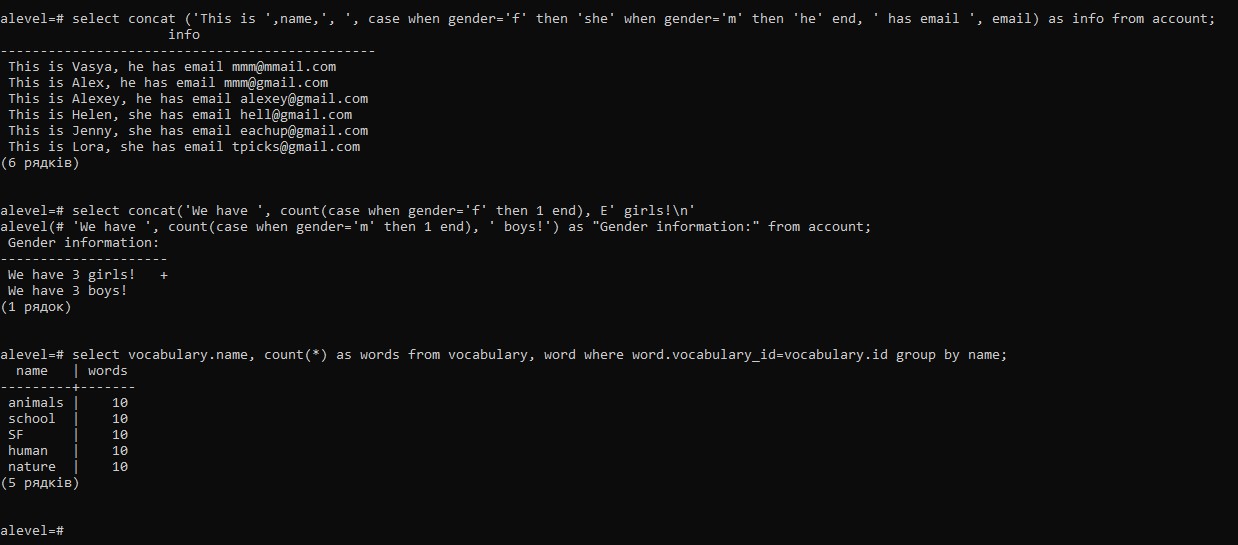 alevel=# select concat ('This is ',name,', ', case when gender='f' then 'she' when gender='m' then 'he' end, ' has email ', email) as info from account;
info
-----------------------------------------------
This is Vasya, he has email mmm@mmail.com
This is Alex, he has email mmm@gmail.com
This is Alexey, he has email alexey@gmail.com
This is Helen, she has email hell@gmail.com
This is Jenny, she has email eachup@gmail.com
This is Lora, she has email tpicks@gmail.com
(6 рядків)
alevel=# select concat('We have ', count(case when gender='f' then 1 end), E' girls!\n'
alevel(# 'We have ', count(case when gender='m' then 1 end), ' boys!') as "Gender information:" from account;
Gender information:
---------------------
We have 3 girls!   +
We have 3 boys!
(1 рядок)
alevel=# select vocabulary.name, count(*) as words from vocabulary, word where word.vocabulary_id=vocabulary.id group by name;
name   | words
---------+-------
animals |    10
school  |    10
SF      |    10
human   |    10
nature  |    10
(5 рядків)
alevel=#